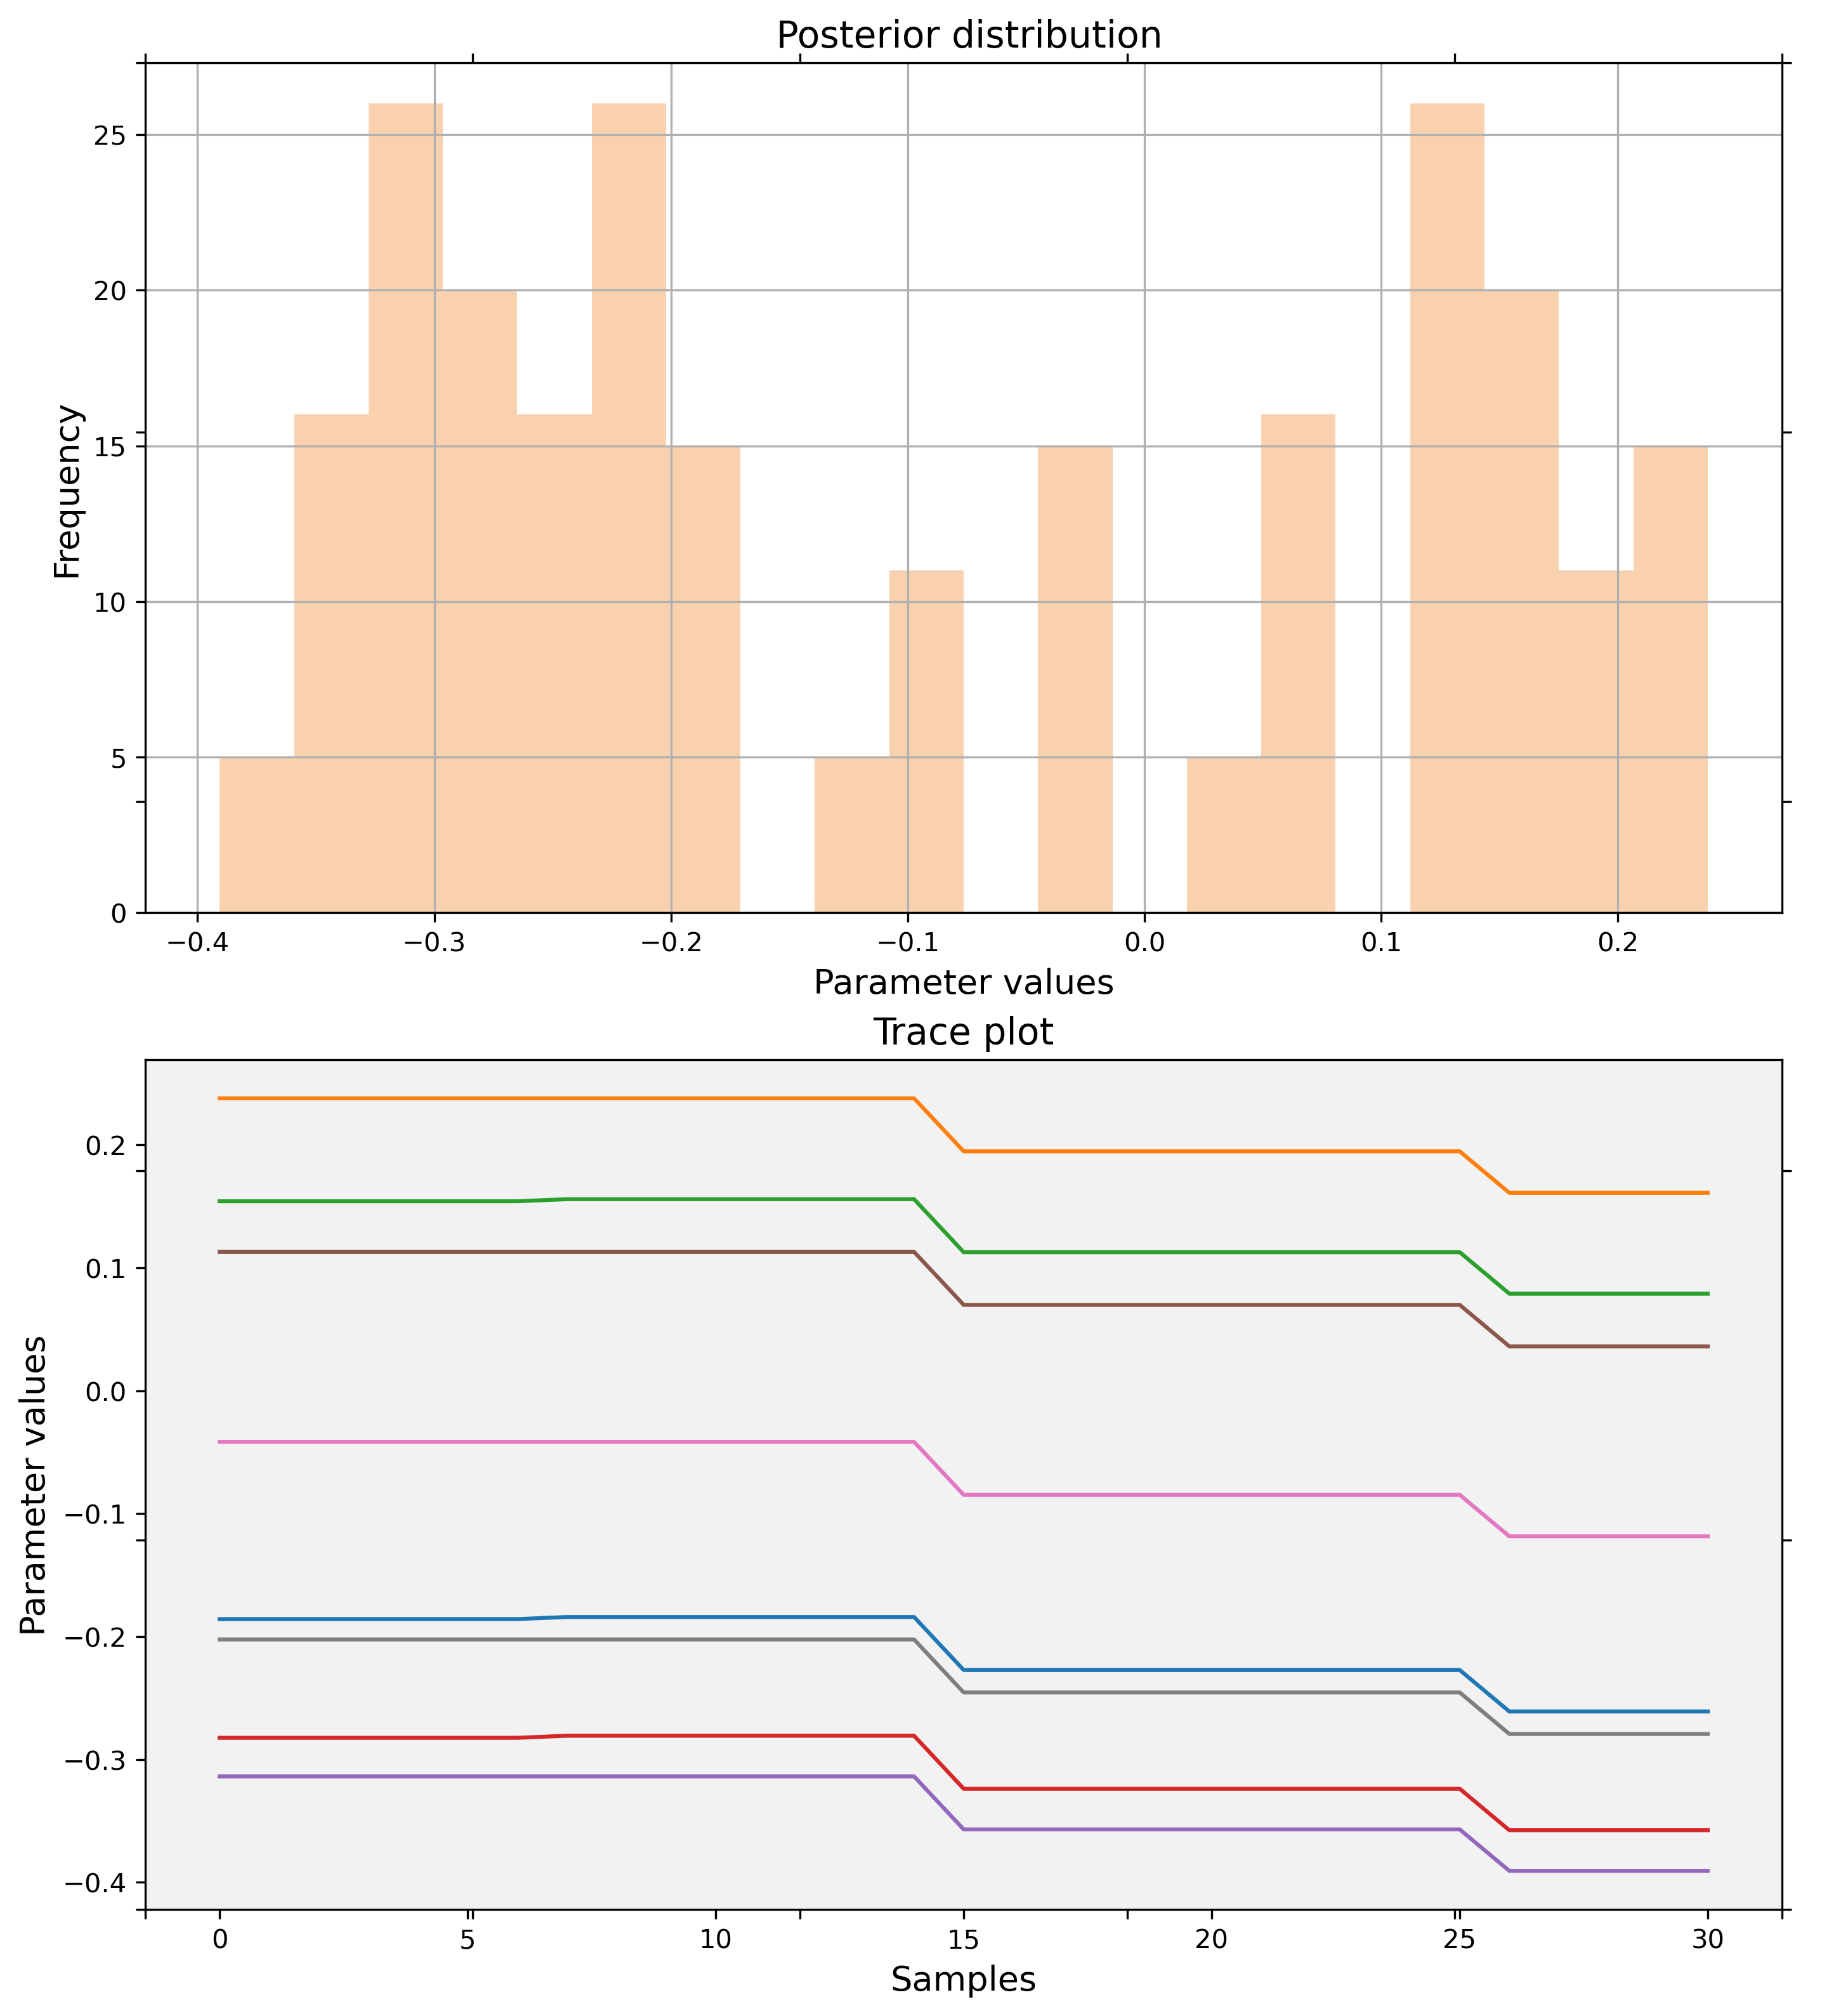 Posterior distribution
25
20
15
10
5
0
Frequency
−0.4 −0.3 −0.2 −0.1 0.0 0.1 0.2
Parameter values
Trace plot
0.2
0.1
0.0
−0.1
−0.2
−0.3
−0.4
Parameter values
0 5 10 15 20 25 30
Samples